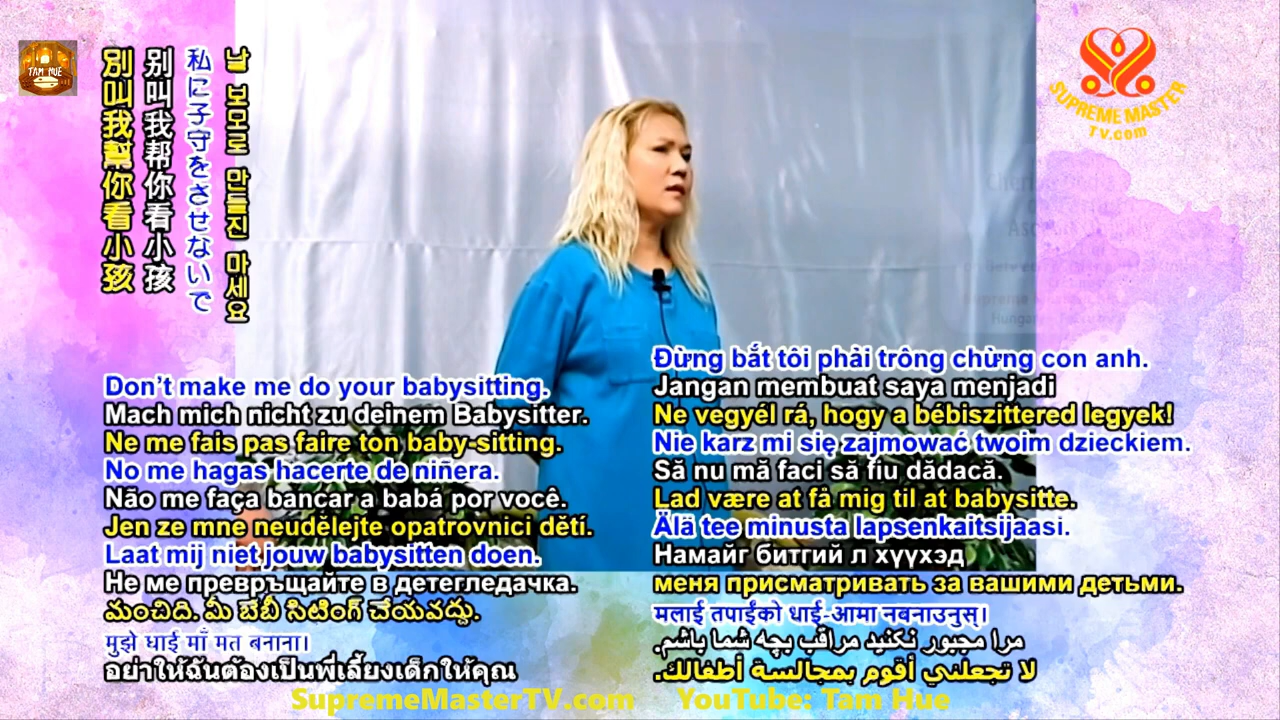 TAM HUE
別叫我幫你看小孩
别叫我帮你看小孩
私に子守をさせないで
날 보모로 만들진 마세요
SUPREME MASTER
TV.com
Don't make me do your babysitting.
Mach mich nicht zu deinem Babysitter.
Ne me fais pas faire ton baby-sitting.
No me hagas hacerte de niñera.
Não me faça bancar a babá por você.
Jen ze mne neudělejte opatrovnici dětí.
Laat mij niet jouw babysitten doen.
Не ме превръщайте в детегледачка.
మంచిది. మీ బేబీ సిటింగ్ చేయవద్దు.
मुझे धाई माँ मत बनाना।
อย่าให้ฉันต้องเป็นพี่เลี้ยงเด็กให้คุณ
Đừng bắt tôi phải trông chừng con anh.
Jangan membuat saya menjadi
Ne vegyél rá, hogy a bébiszittered legyek!
Nie karz mi się zajmować twoim dzieckiem.
Să nu mă faci să fiu dădacă.
Lad være at få mig til at babysitte.
Älä tee minusta lapsenkaitsijaasi.
Намайг битгий л хүүхэд
меня присматривать за вашими детьми.
मलाई तपाईंको धाई-आमा नबनाउनुस्।
مرا مجبور نکنید مراقب بچه شما باشم.
لا تجعلني أقوم بمجالسة أطفالك.
SupremeMasterTV.com YouTube: Tam Hue